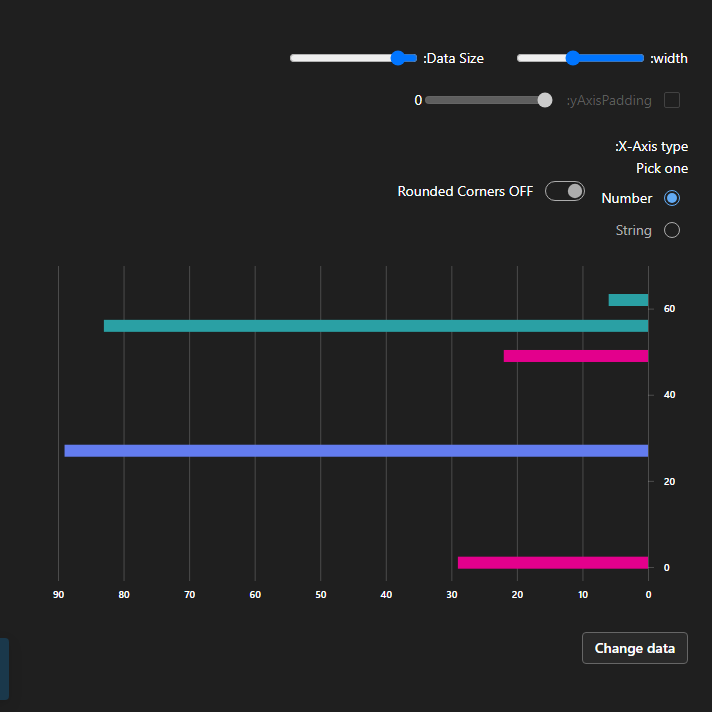 :width
:Data Size
:yAxisPadding
0
:X-Axis type
Pick one
Number
Rounded Corners OFF
String
60
40
20
0
90 80 70 60 50 40 30 20 10 0
Change data